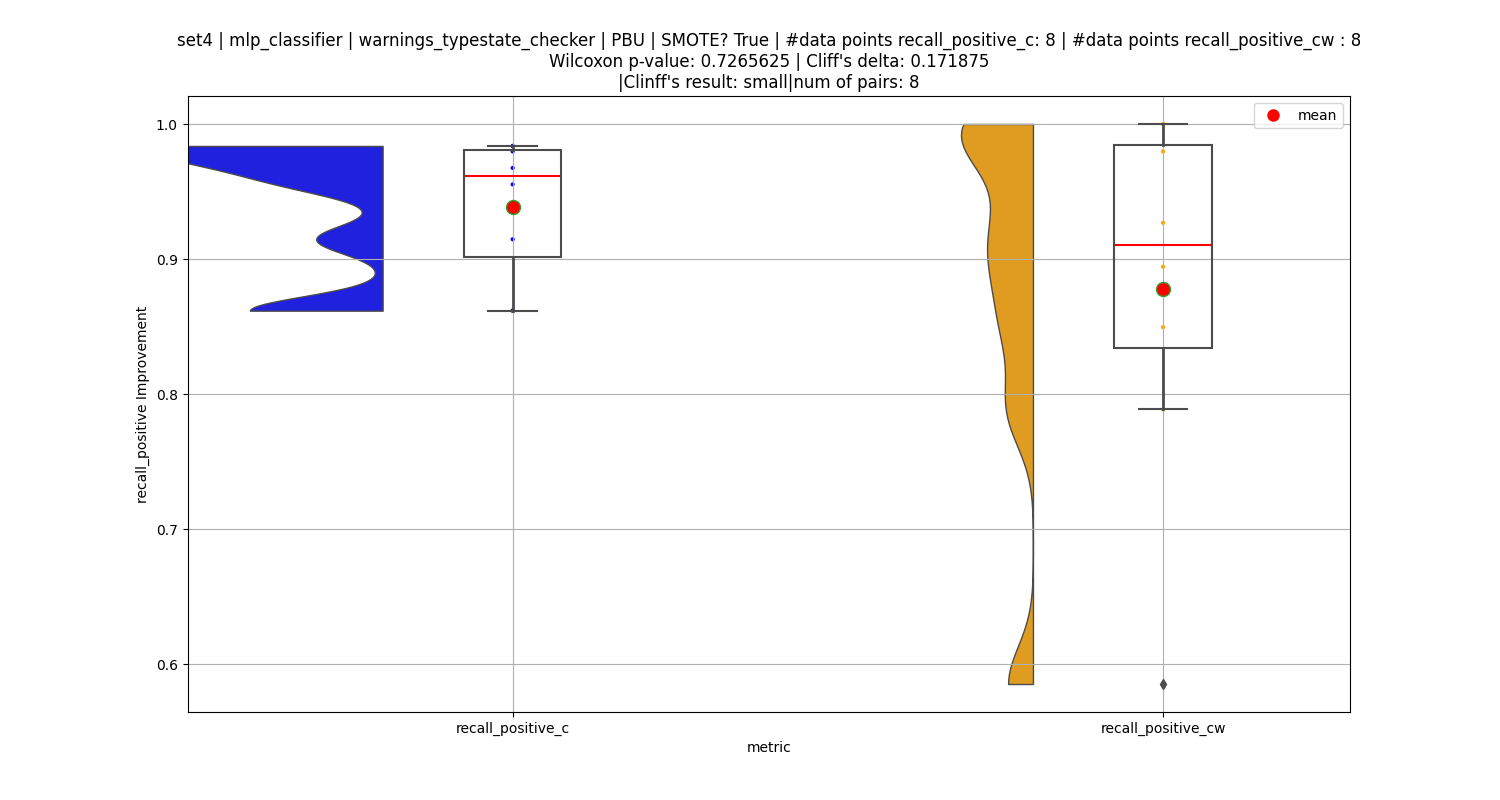 set4 | mlp_classifier | warnings_typestate_checker | PBU | SMOTE? True | #data points recall_positive_c: 8 | #data points recall_positive_cw : 8
Wilcoxon p-value: 0.7265625 | Cliff's delta: 0.171875
|Clinff's result: small|num of pairs: 8
mean
1.0
0.9
0.8
0.7
0.6
recall_positive Improvement
recall_positive_c
recall_positive_cw
metric